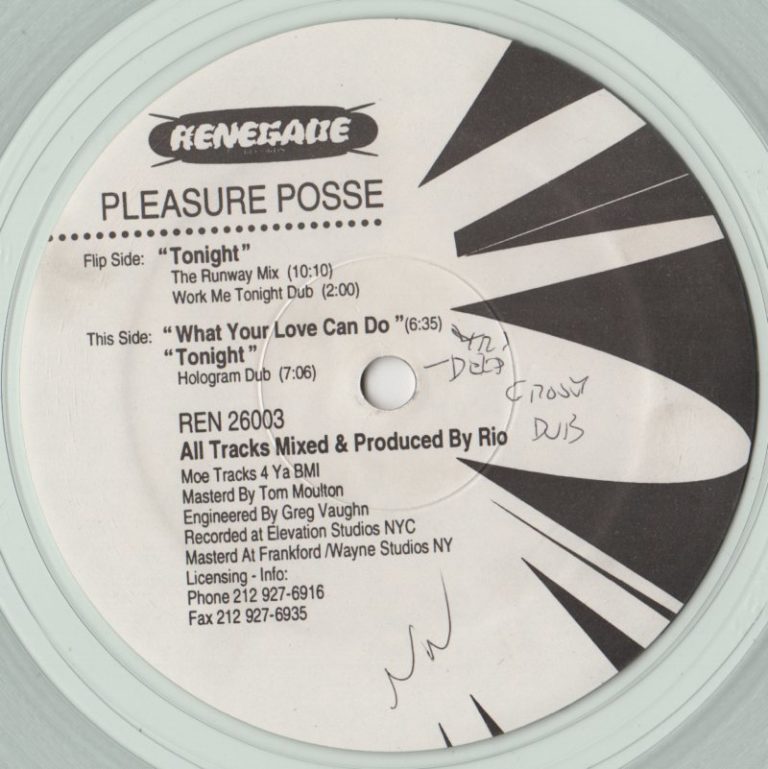 RENEGADE
PLEASURE POSSE
Flip Side: “Tonight”
The Runway Mix (10:10)
Work Me Tonight Dub (2:00)
This Side: “What Your Love Can Do” (6:35)
“Tonight”
Hologram Dub (7:06)
REN 26003
All Tracks Mixed & Produced By Rio
Moe Tracks 4 Ya BMI
Masterd By Tom Moulton
Engineered By Greg Vaughn
Recorded at Elevation Studios NYC
Masterd At Frankford /Wayne Studios NY
Licensing - Info:
Phone 212 927-6916
Fax 212 927-6935
DUB